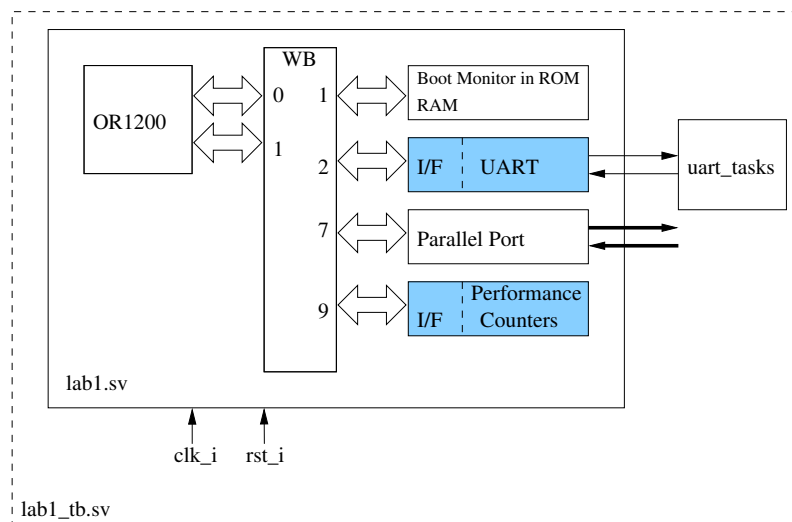 WB
OR1200
0
1
1
2
7
9
Boot Monitor in ROM
RAM
I/F
UART
Parallel Port
I/F
Performance
Counters
uart_tasks
lab1.sv
clk_i
rst_i
lab1_tb.sv